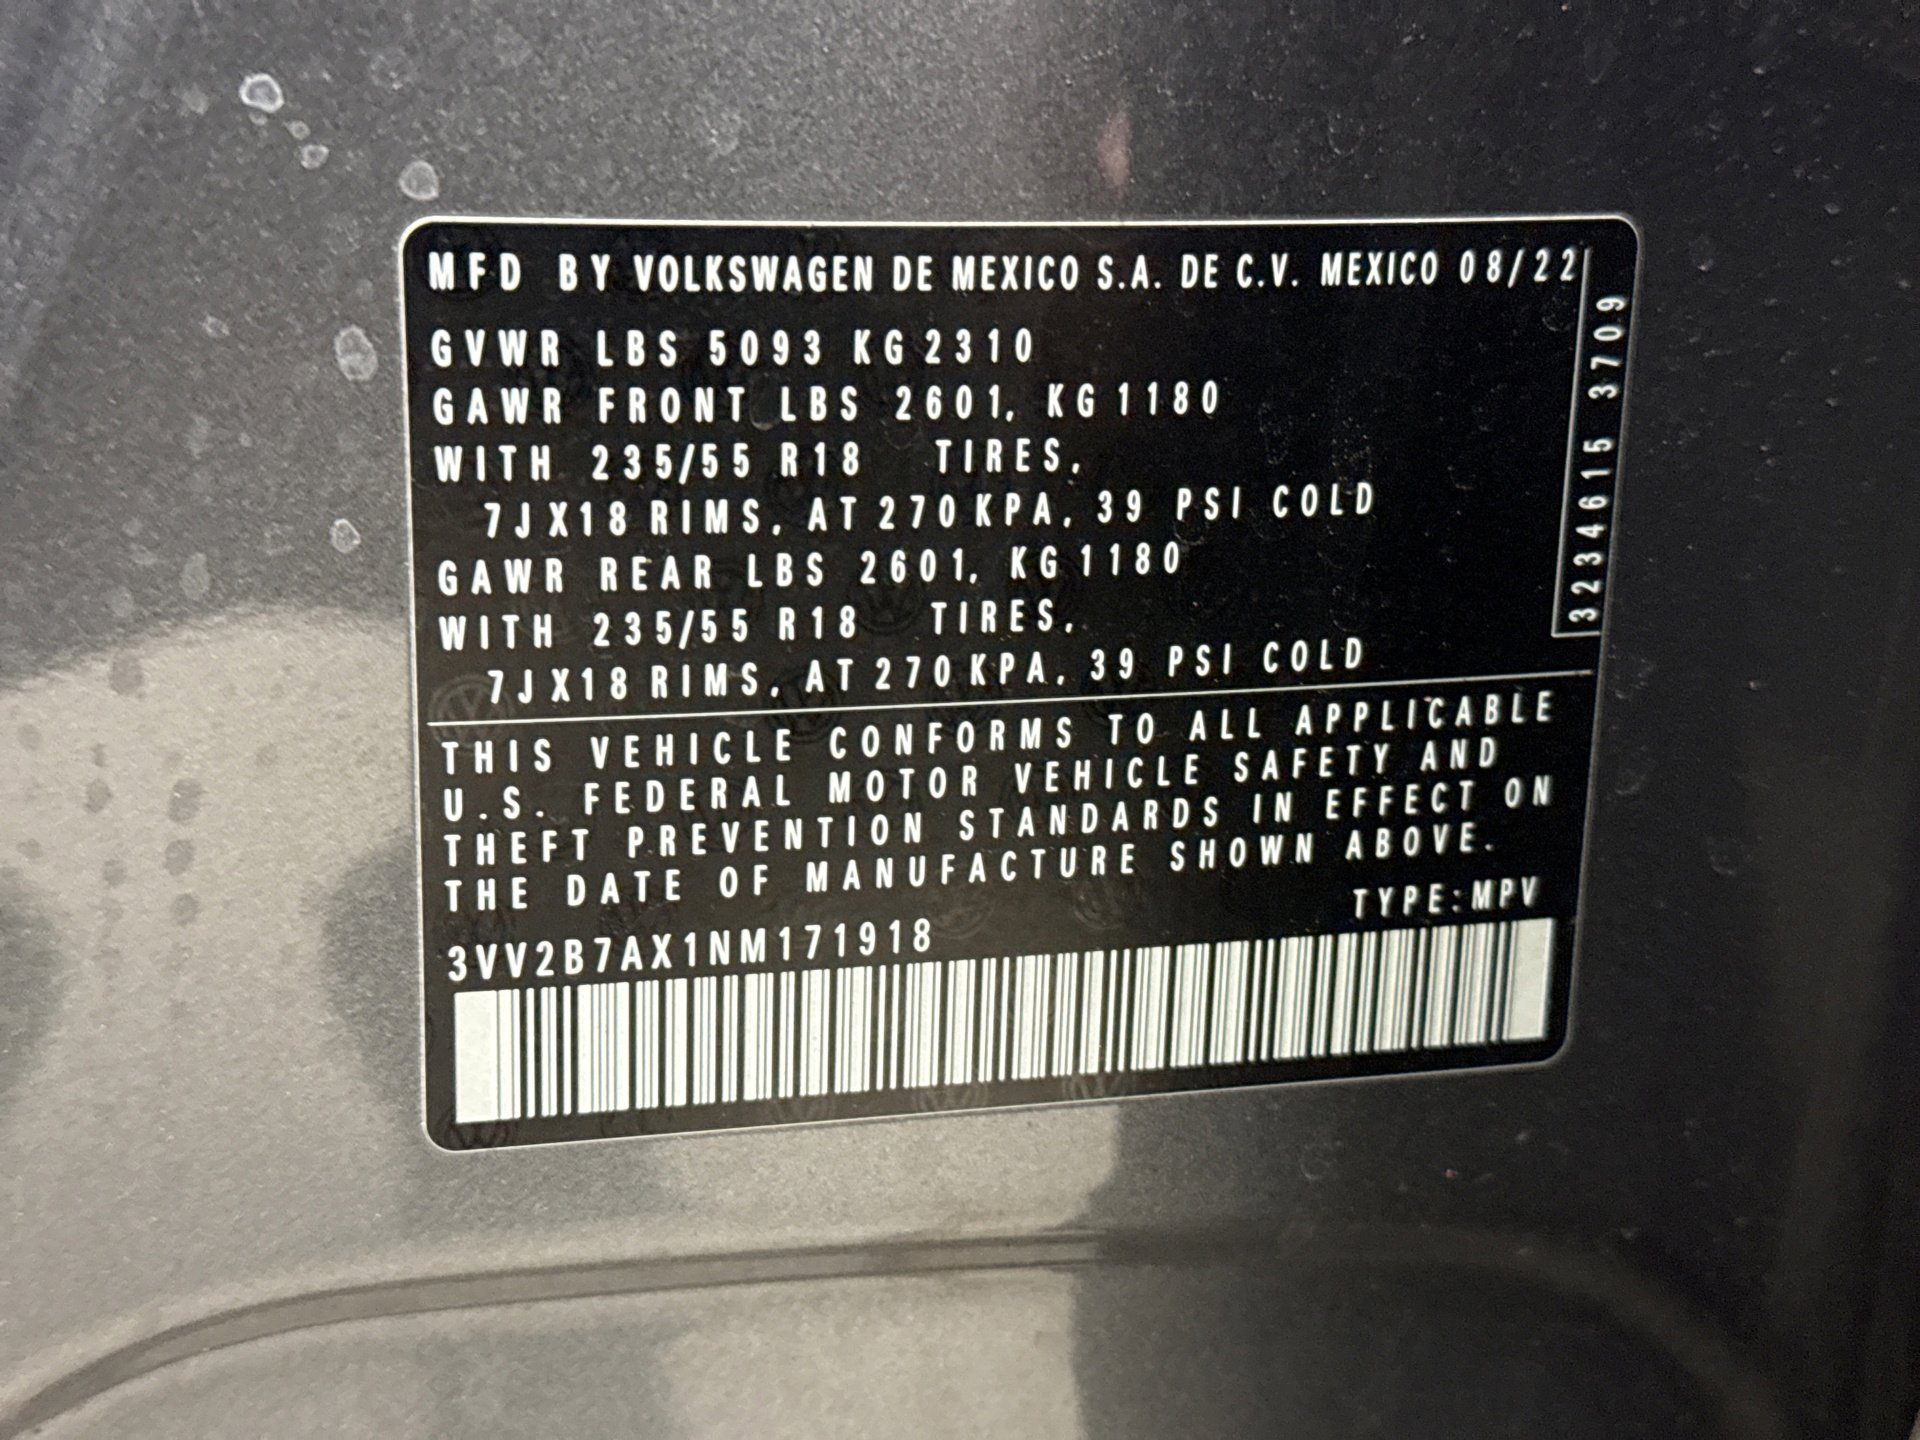 MFD BY VOLKSWAGEN DE MEXICO S.A. DE C.V. MEXICO 08/22
GVWR LBS 5093 KG 2310
GAWR FRONT LBS 2601, KG 1180
WITH 235/55 R18 TIRES,
7JX18 RIMS, AT 270 KPA, 39 PSI COLD
GAWR REAR LBS 2601, KG 1180
WITH 235/55 R18 TIRES,
7JX18 RIMS, AT 270 KPA, 39 PSI COLD
3234615 3709
THIS VEHICLE CONFORMS TO ALL APPLICABLE
U.S. FEDERAL MOTOR VEHICLE SAFETY AND
THEFT PREVENTION STANDARDS IN EFFECT ON
THE DATE OF MANUFACTURE SHOWN ABOVE.
TYPE:MPV
3VV2B7AX1NM171918